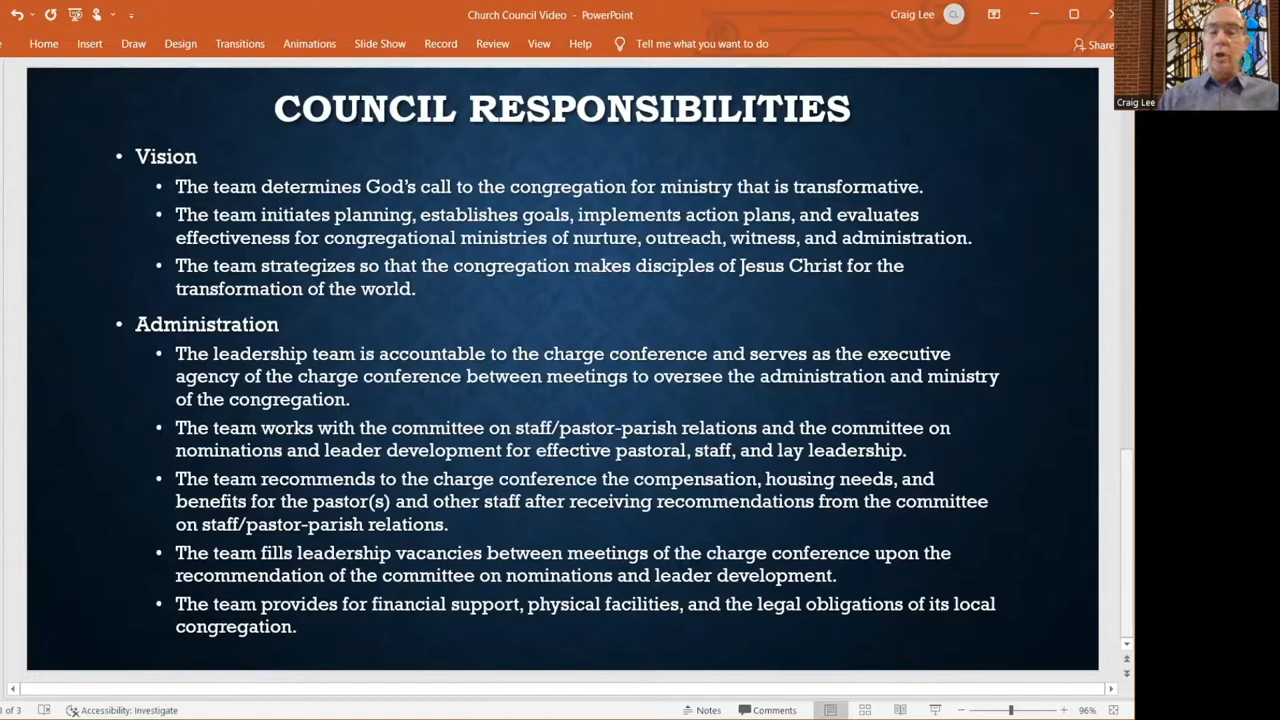 Church Council Video - PowerPoint
Craig Lee
CL
Home Insert Draw Design Transitions Animations Slide Show Record Review View Help Tell me what you want to do
Share
Craig Lee
COUNCIL RESPONSIBILITIES
• Vision
• The team determines God's call to the congregation for ministry that is transformative.
• The team initiates planning, establishes goals, implements action plans, and evaluates
effectiveness for congregational ministries of nurture, outreach, witness, and administration.
• The team strategizes so that the congregation makes disciples of Jesus Christ for the
transformation of the world.
• Administration
• The leadership team is accountable to the charge conference and serves as the executive
agency of the charge conference between meetings to oversee the administration and ministry
of the congregation.
• The team works with the committee on staff/pastor-parish relations and the committee on
nominations and leader development for effective pastoral, staff, and lay leadership.
• The team recommends to the charge conference the compensation, housing needs, and
benefits for the pastor(s) and other staff after receiving recommendations from the committee
on staff/pastor-parish relations.
• The team fills leadership vacancies between meetings of the charge conference upon the
recommendation of the committee on nominations and leader development.
• The team provides for financial support, physical facilities, and the legal obligations of its local
congregation.
3 of 3 Accessibility: Investigate Notes Comments 96%